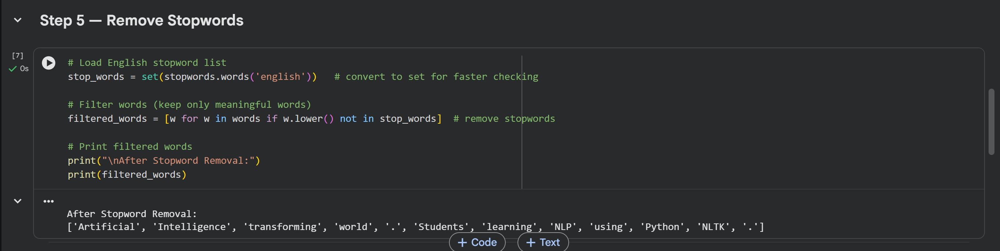 Step 5 — Remove Stopwords
[7]
0s
# Load English stopword list
stop_words = set(stopwords.words('english'))   # convert to set for faster checking
# Filter words (keep only meaningful words)
filtered_words = [w for w in words if w.lower() not in stop_words]  # remove stopwords
# Print filtered words
print("\nAfter Stopword Removal:")
print(filtered_words)
After Stopword Removal:
['Artificial', 'Intelligence', 'transforming', 'world', '.', 'Students', 'learning', 'NLP', 'using', 'Python', 'NLTK', '.']
+ Code + Text